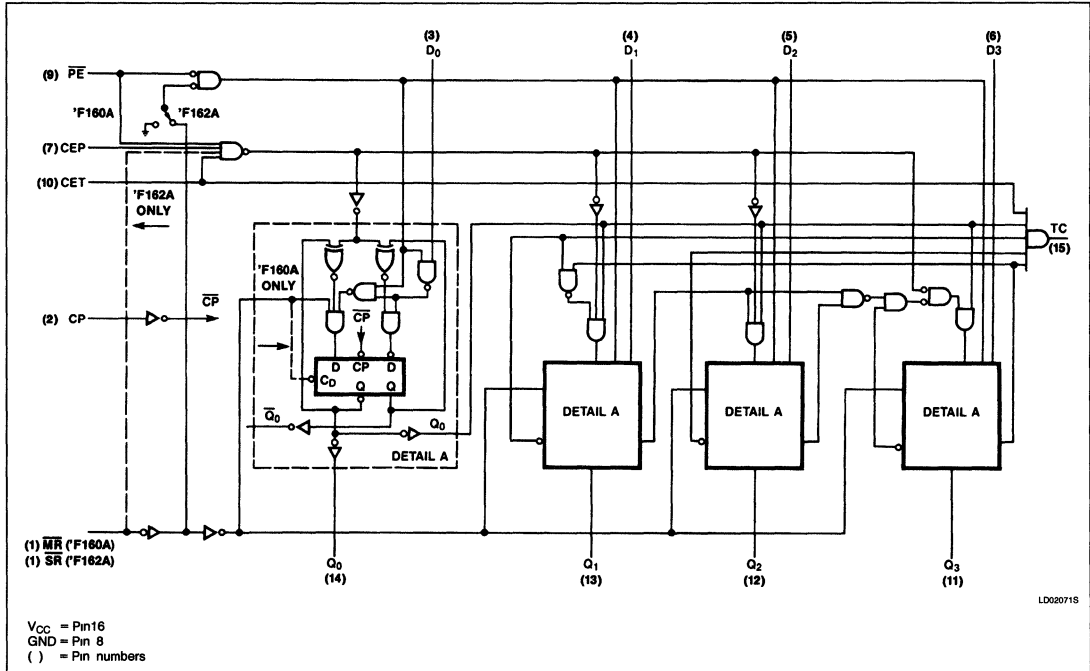 (3)
D0
(4)
D1
(5)
D2
(6)
D3
(9) PE
'F160A
'F162A
(7) CEP
(10) CET
'F162A
ONLY
TC
(15)
'F160A
ONLY
CP
(2) CP
CP
D CP D
CD
Q Q
Q0
Q0
DETAIL A
DETAIL A
DETAIL A
DETAIL A
(1) MR ('F160A)
(1) SR ('F162A)
Q0
(14)
Q1
(13)
Q2
(12)
Q3
(11)
LD02071S
VCC = Pin16
GND = Pin 8
( ) = Pin numbers